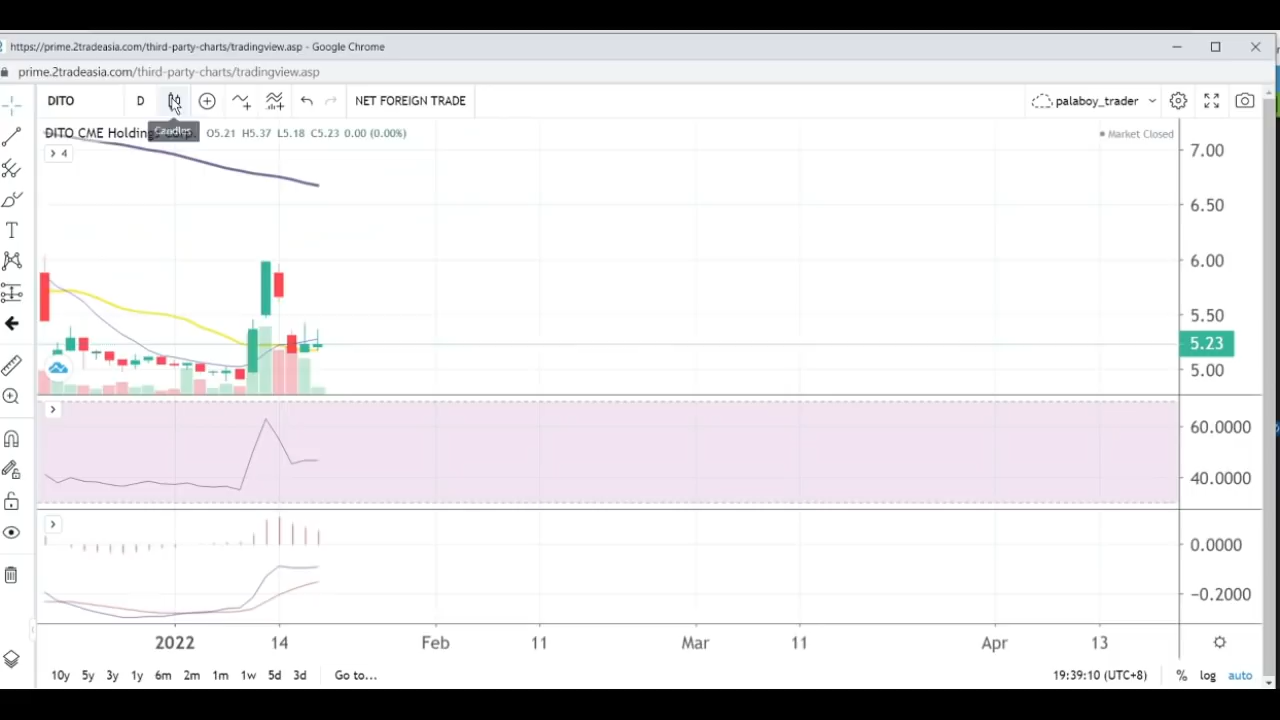 https://prime.2tradeasia.com/third-party-charts/tradingview.asp - Google Chrome
prime.2tradeasia.com/third-party-charts/tradingview.asp
DITO D NET FOREIGN TRADE palaboy_trader
Candles
DITO CME Holdings Corp. O5.21 H5.37 L5.18 C5.23 0.00 (0.00%) Market Closed
4
7.00
6.50
6.00
5.50
5.23
5.00
60.0000
40.0000
0.0000
−0.2000
2022 14 Feb 11 Mar 11 Apr 13
10y 5y 3y 1y 6m 2m 1m 1w 5d 3d Go to... 19:39:10 (UTC+8) % log auto